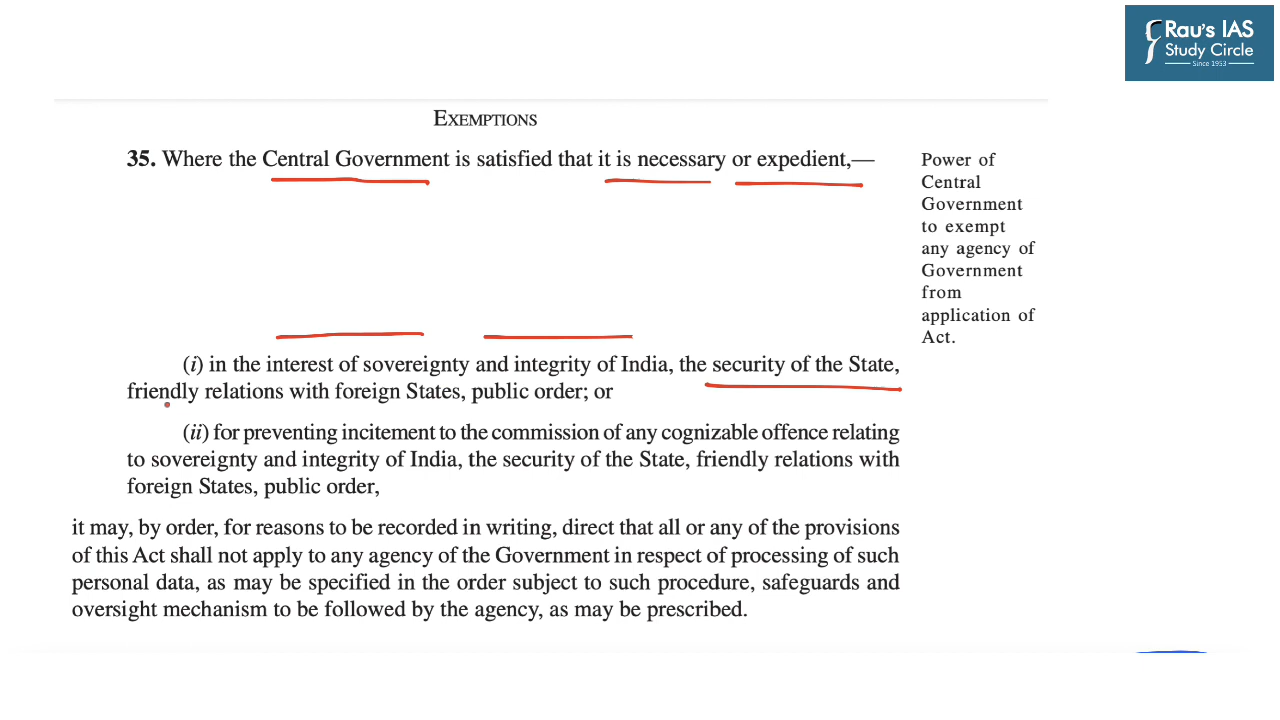 Rau's IAS
Study Circle
Since 1953
EXEMPTIONS
35. Where the Central Government is satisfied that it is necessary or expedient,—
Power of
Central
Government
to exempt
any agency of
Government
from
application of
Act.
(i) in the interest of sovereignty and integrity of India, the security of the State,
friendly relations with foreign States, public order; or
(ii) for preventing incitement to the commission of any cognizable offence relating
to sovereignty and integrity of India, the security of the State, friendly relations with
foreign States, public order,
it may, by order, for reasons to be recorded in writing, direct that all or any of the provisions
of this Act shall not apply to any agency of the Government in respect of processing of such
personal data, as may be specified in the order subject to such procedure, safeguards and
oversight mechanism to be followed by the agency, as may be prescribed.